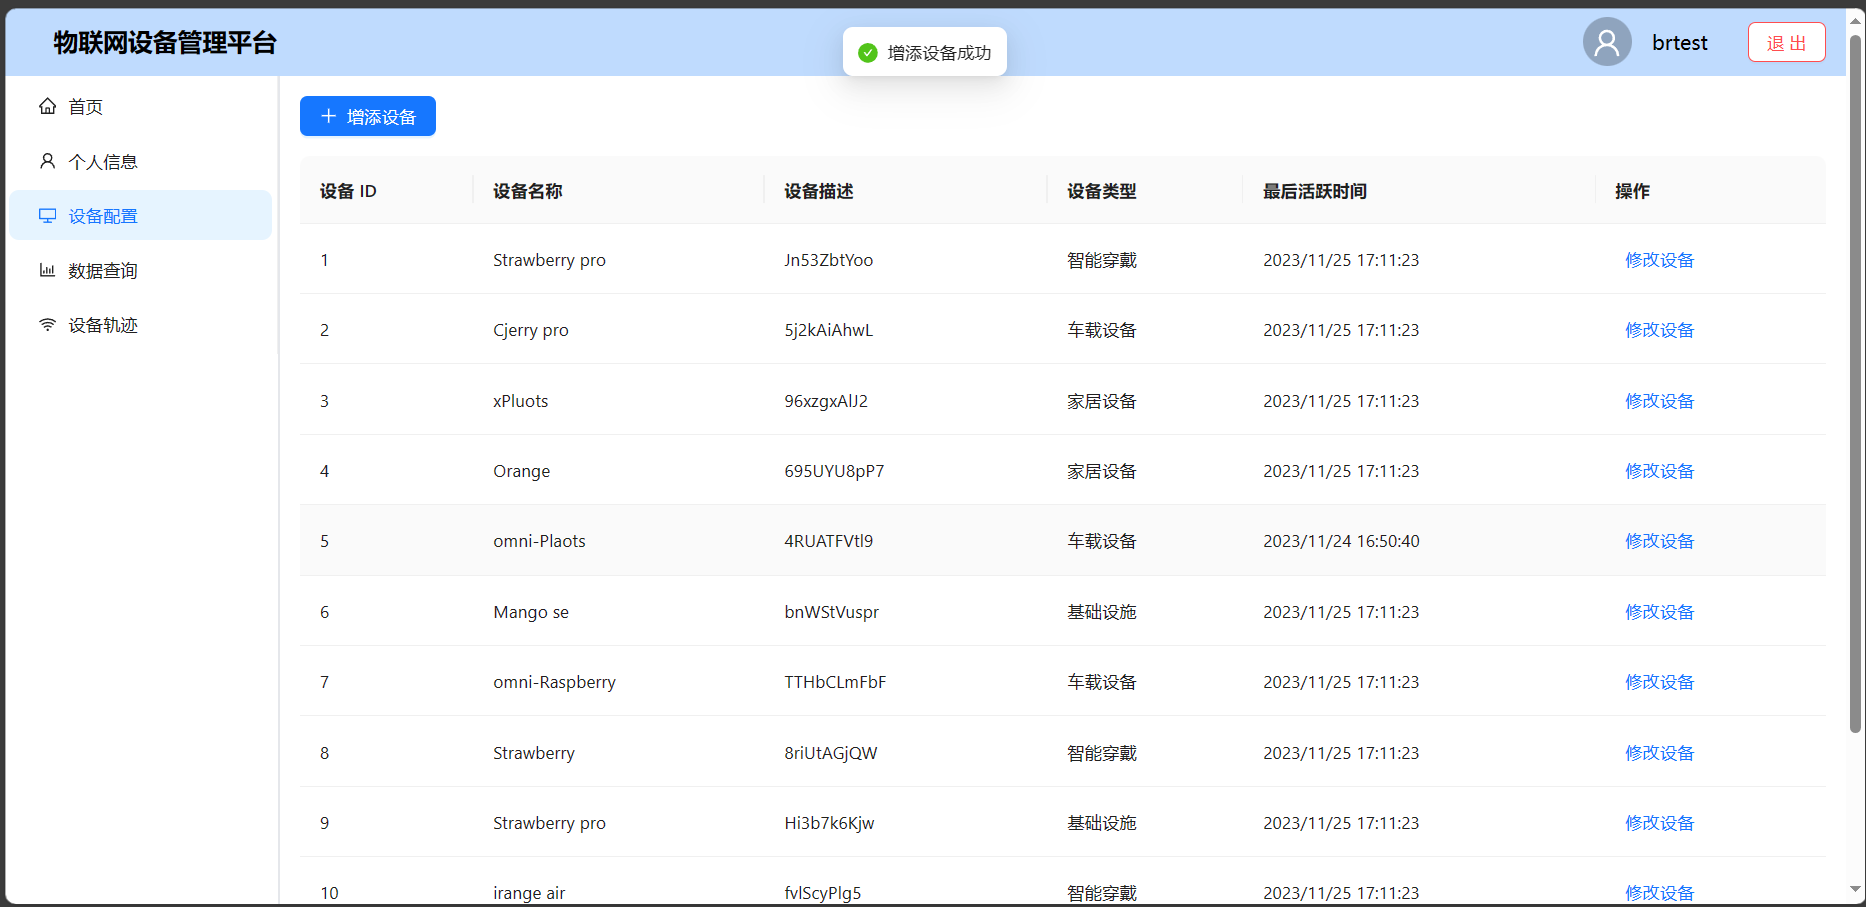 物联网设备管理平台
增添设备成功
brtest
退 出
首页
个人信息
设备配置
数据查询
设备轨迹
增添设备
设备 ID 设备名称 设备描述 设备类型 最后活跃时间 操作
1 Strawberry pro Jn53ZbtYoo 智能穿戴 2023/11/25 17:11:23 修改设备
2 Cjerry pro 5j2kAiAhwL 车载设备 2023/11/25 17:11:23 修改设备
3 xPluots 96xzgxAlJ2 家居设备 2023/11/25 17:11:23 修改设备
4 Orange 695UYU8pP7 家居设备 2023/11/25 17:11:23 修改设备
5 omni-Plaots 4RUATFVtl9 车载设备 2023/11/24 16:50:40 修改设备
6 Mango se bnWStVuspr 基础设施 2023/11/25 17:11:23 修改设备
7 omni-Raspberry TTHbCLmFbF 车载设备 2023/11/25 17:11:23 修改设备
8 Strawberry 8riUtAGjQW 智能穿戴 2023/11/25 17:11:23 修改设备
9 Strawberry pro Hi3b7k6Kjw 基础设施 2023/11/25 17:11:23 修改设备
10 irange air fvlScyPlg5 智能穿戴 2023/11/25 17:11:23 修改设备